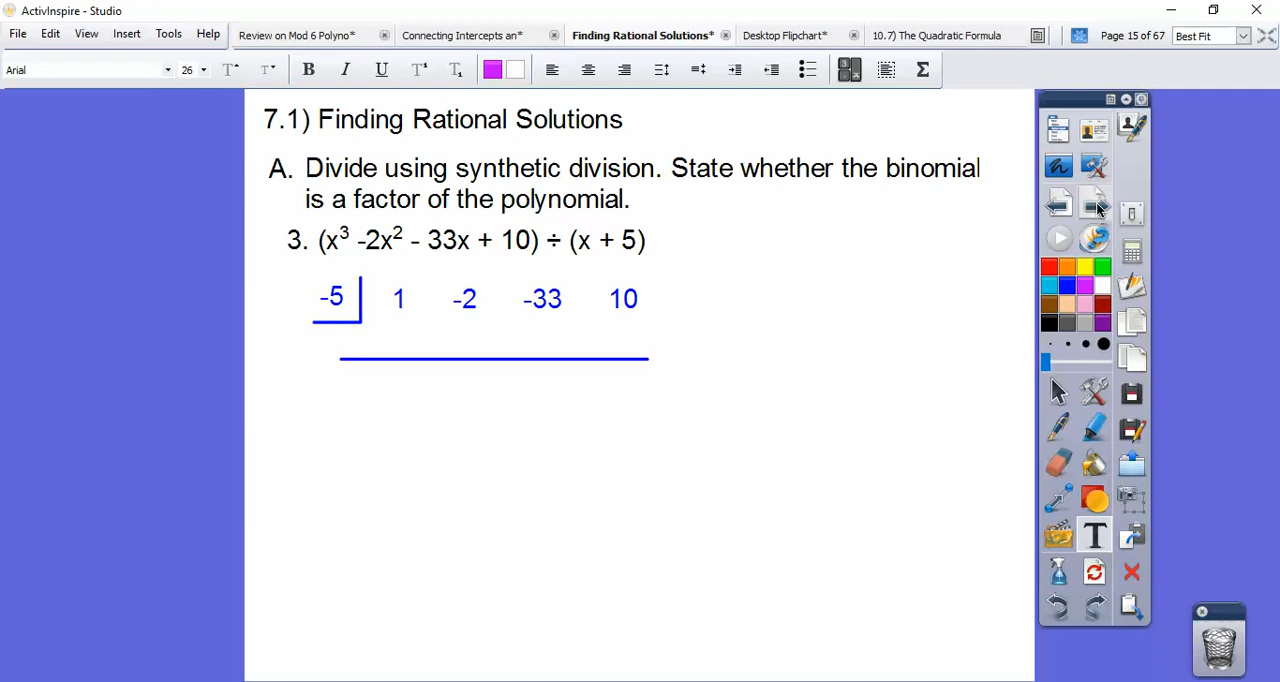 ActivInspire - Studio
File Edit View Insert Tools Help
Review on Mod 6 Polyno*
Connecting Intercepts an*
Finding Rational Solutions*
Desktop Flipchart*
10.7) The Quadratic Formula
Page 15 of 67
Best Fit
Arial
26
B I U
7.1) Finding Rational Solutions
A. Divide using synthetic division. State whether the binomial
is a factor of the polynomial.
3. (x³ -2x² - 33x + 10) ÷ (x + 5)
-5 1 -2 -33 10